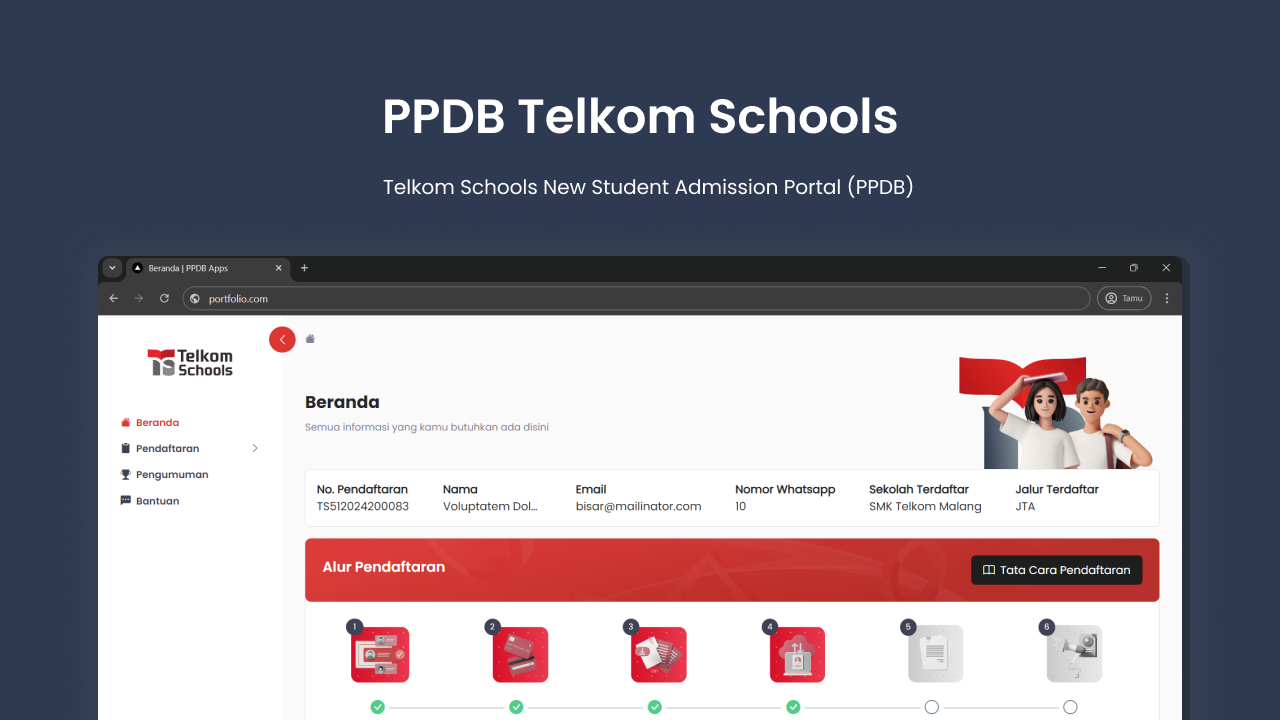 PPDB Telkom Schools
Telkom Schools New Student Admission Portal (PPDB)
Beranda | PPDB Apps
portfolio.com
Tamu
Telkom
Schools
Beranda
Pendaftaran
Pengumuman
Bantuan
Beranda
Semua informasi yang kamu butuhkan ada disini
No. Pendaftaran Nama Email Nomor Whatsapp Sekolah Terdaftar Jalur Terdaftar
TS512024200083 Voluptatem Dol... bisar@mailinator.com 10 SMK Telkom Malang JTA
Alur Pendaftaran
Tata Cara Pendaftaran
1 2 3 4 5 6